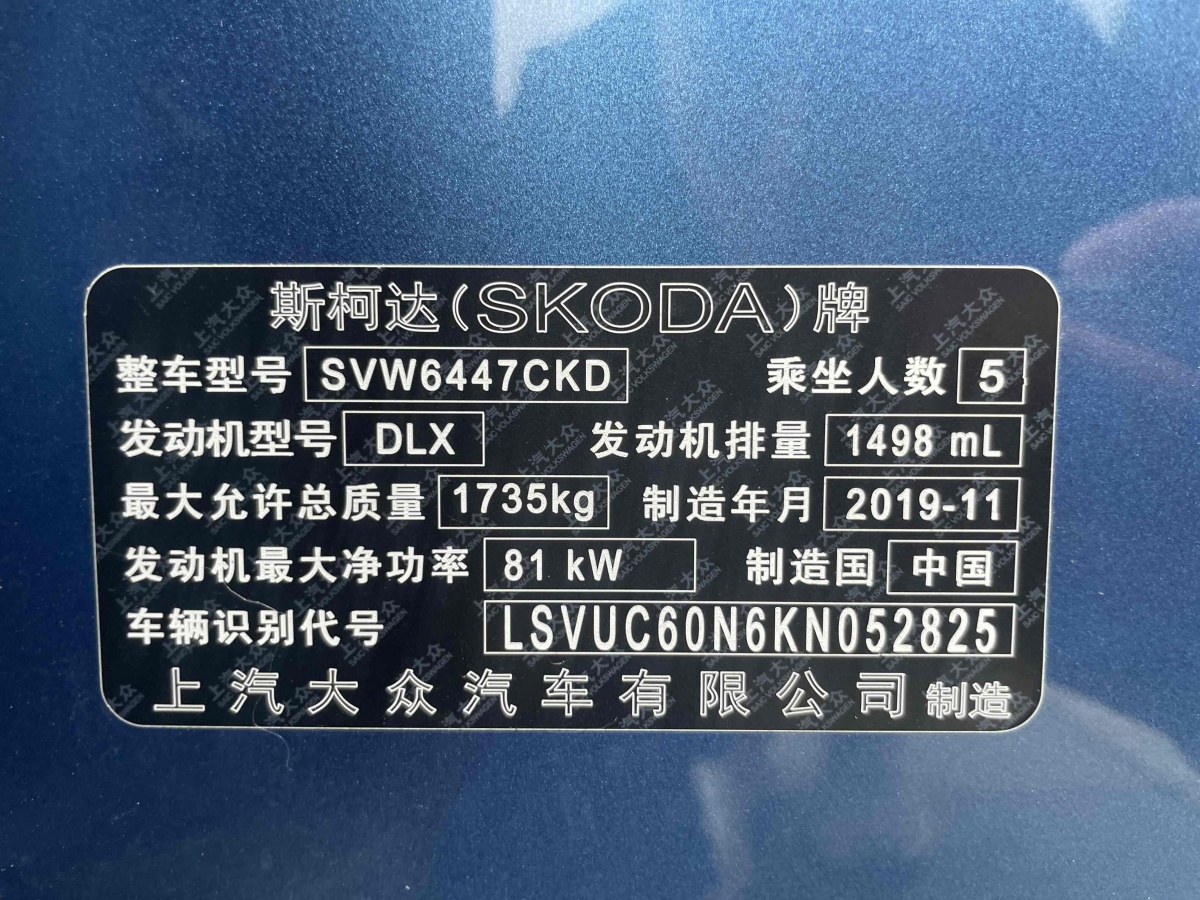 斯柯达(SKODA)牌
整车型号 SVW6447CKD 乘坐人数 5
发动机型号 DLX 发动机排量 1498 mL
最大允许总质量 1735kg 制造年月 2019-11
发动机最大净功率 81 kW 制造国 中国
车辆识别代号 LSVUC60N6KN052825
上汽大众汽车有限公司 制造